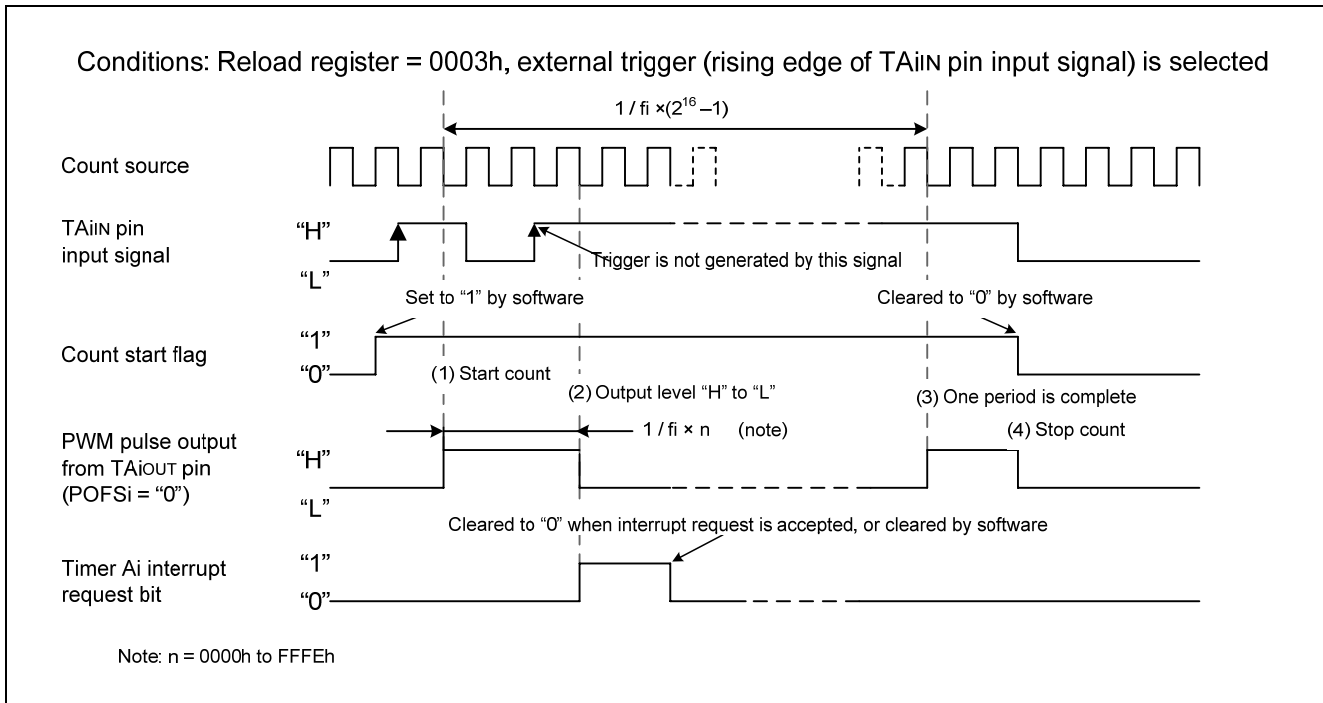 Conditions: Reload register = 0003h, external trigger (rising edge of TAiIN pin input signal) is selected
1 / fi ×(2^16 –1)
Count source
TAiIN pin
input signal
“H”
“L”
Trigger is not generated by this signal
Set to “1” by software
Cleared to “0” by software
Count start flag
“1”
“0”
(1) Start count
(2) Output level “H” to “L”
(3) One period is complete
(4) Stop count
PWM pulse output
from TAiOUT pin
(POFSi = “0”)
“H”
“L”
1 / fi × n (note)
Cleared to “0” when interrupt request is accepted, or cleared by software
Timer Ai interrupt
request bit
“1”
“0”
Note: n = 0000h to FFFEh